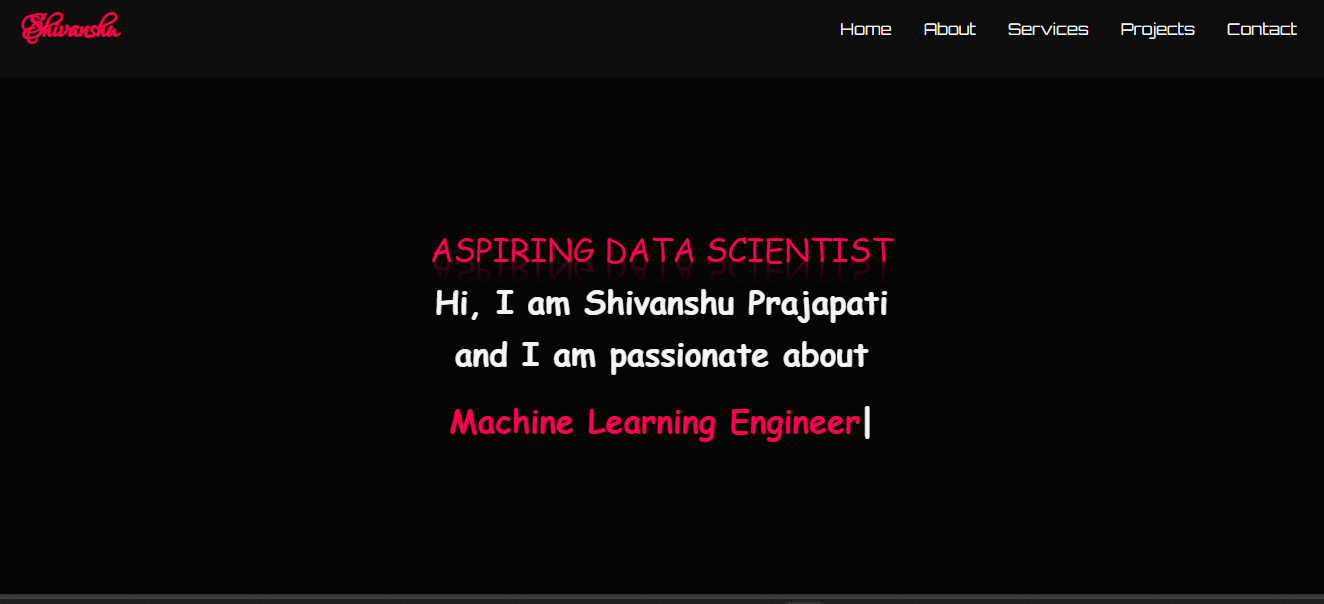 Shivanshu
Home About Services Projects Contact
ASPIRING DATA SCIENTIST
Hi, I am Shivanshu Prajapati
and I am passionate about
Machine Learning Engineer|